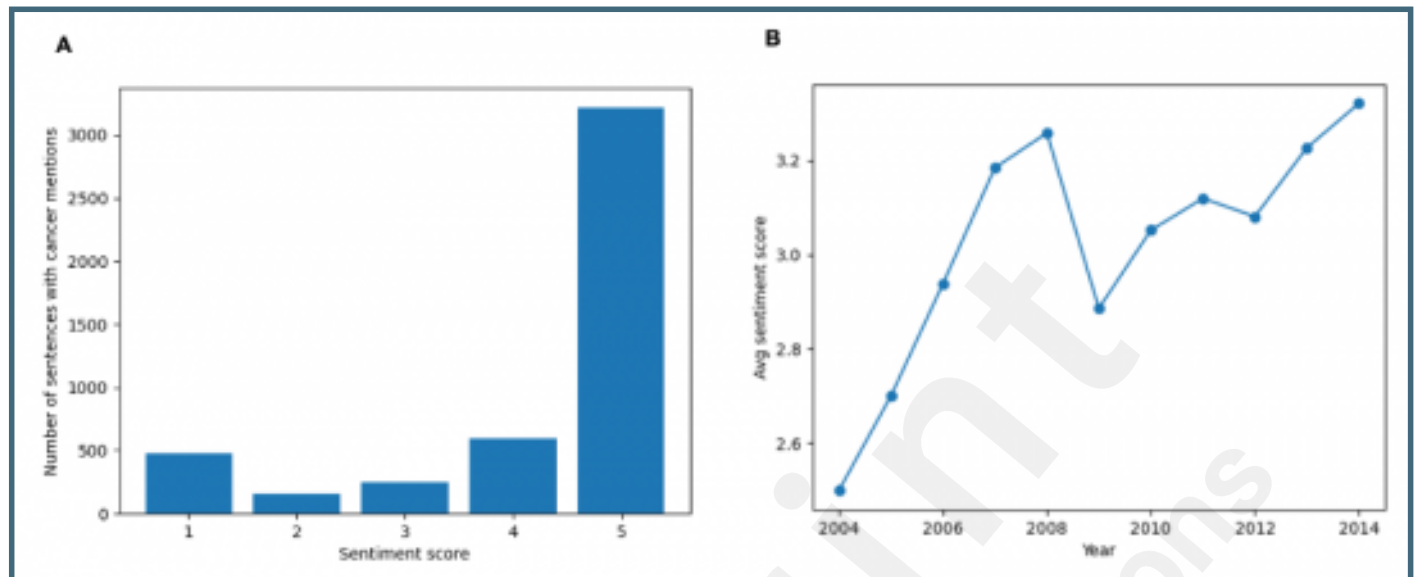 A
Number of sentences with cancer mentions
3000
2500
2000
1500
1000
500
0
1 2 3 4 5
Sentiment score
B
Avg sentiment score
3.2
3.0
2.8
2.6
2004 2006 2008 2010 2012 2014
Year
int
ons